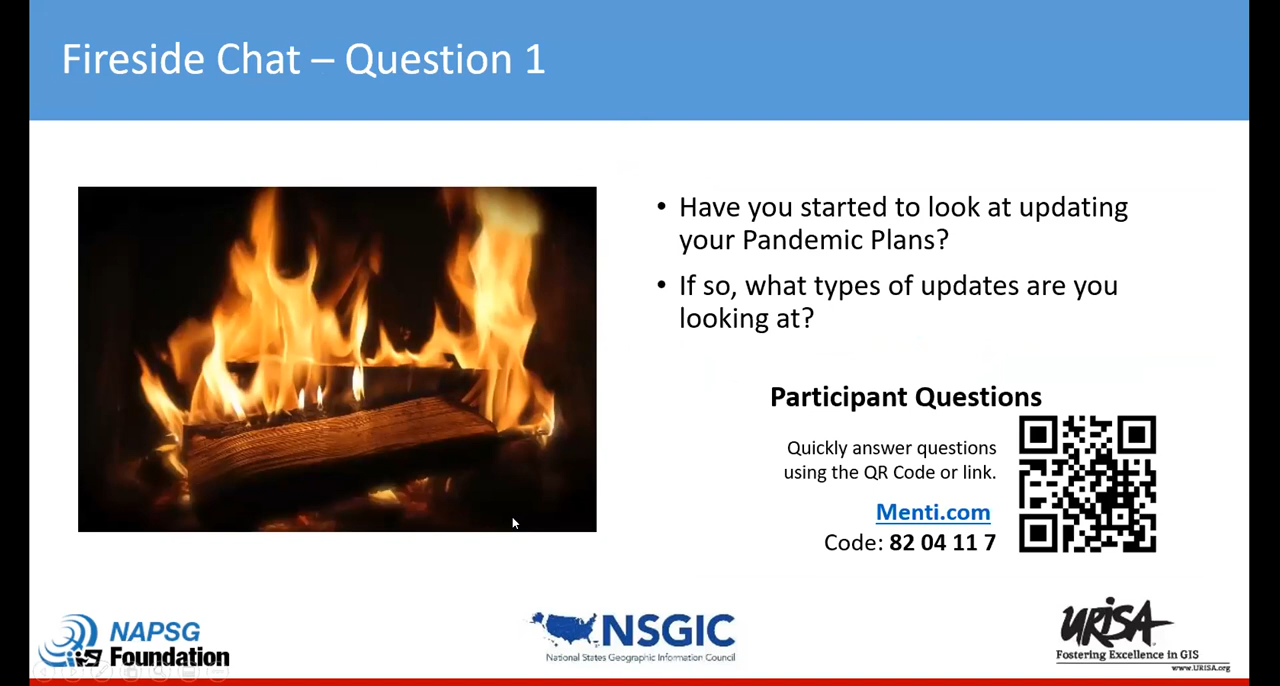 Fireside Chat – Question 1
• Have you started to look at updating
your Pandemic Plans?
• If so, what types of updates are you
looking at?
Participant Questions
Quickly answer questions
using the QR Code or link.
Menti.com
Code: 82 04 11 7
NAPSG
Foundation
NSGIC
National States Geographic Information Council
URISA
Fostering Excellence in GIS
www.URISA.org